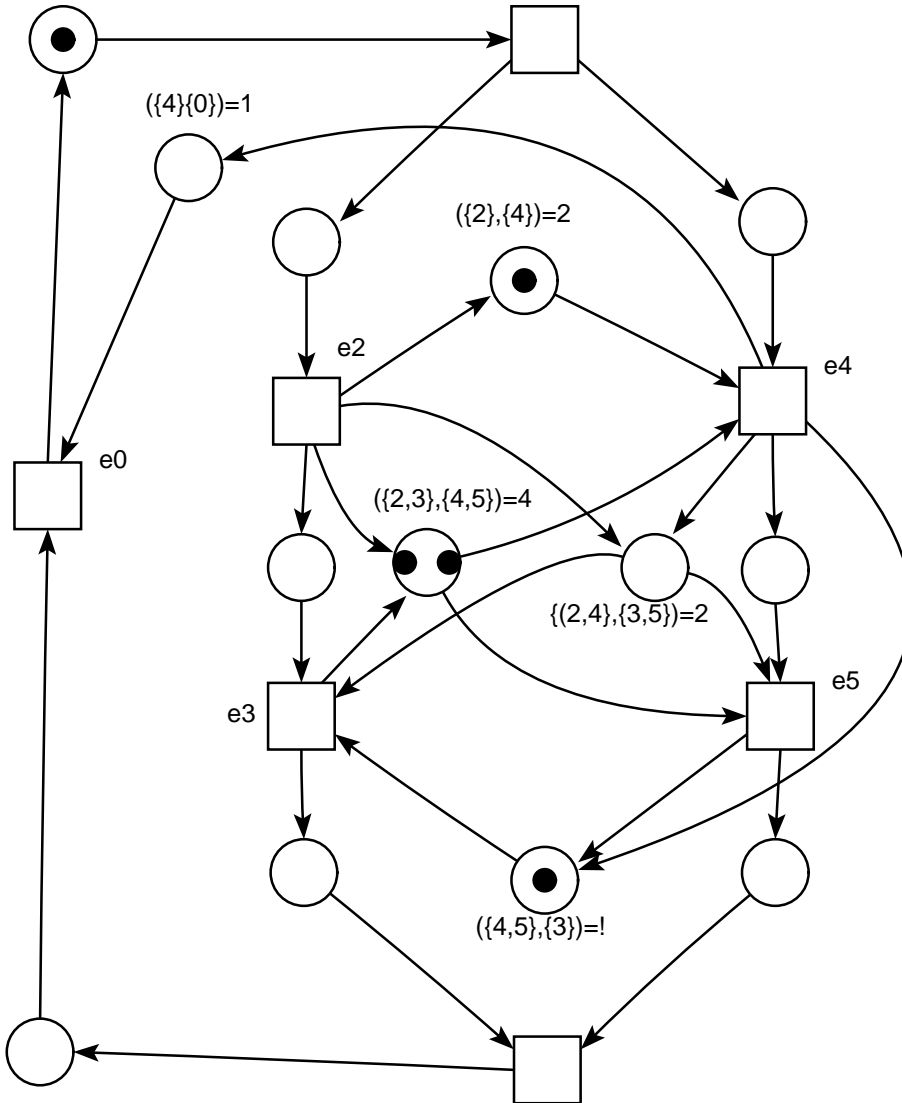 ({4}{0})=1
({2},{4})=2
e2
e4
e0
({2,3},{4,5})=4
{(2,4},{3,5})=2
e3
e5
({4,5},{3})=!